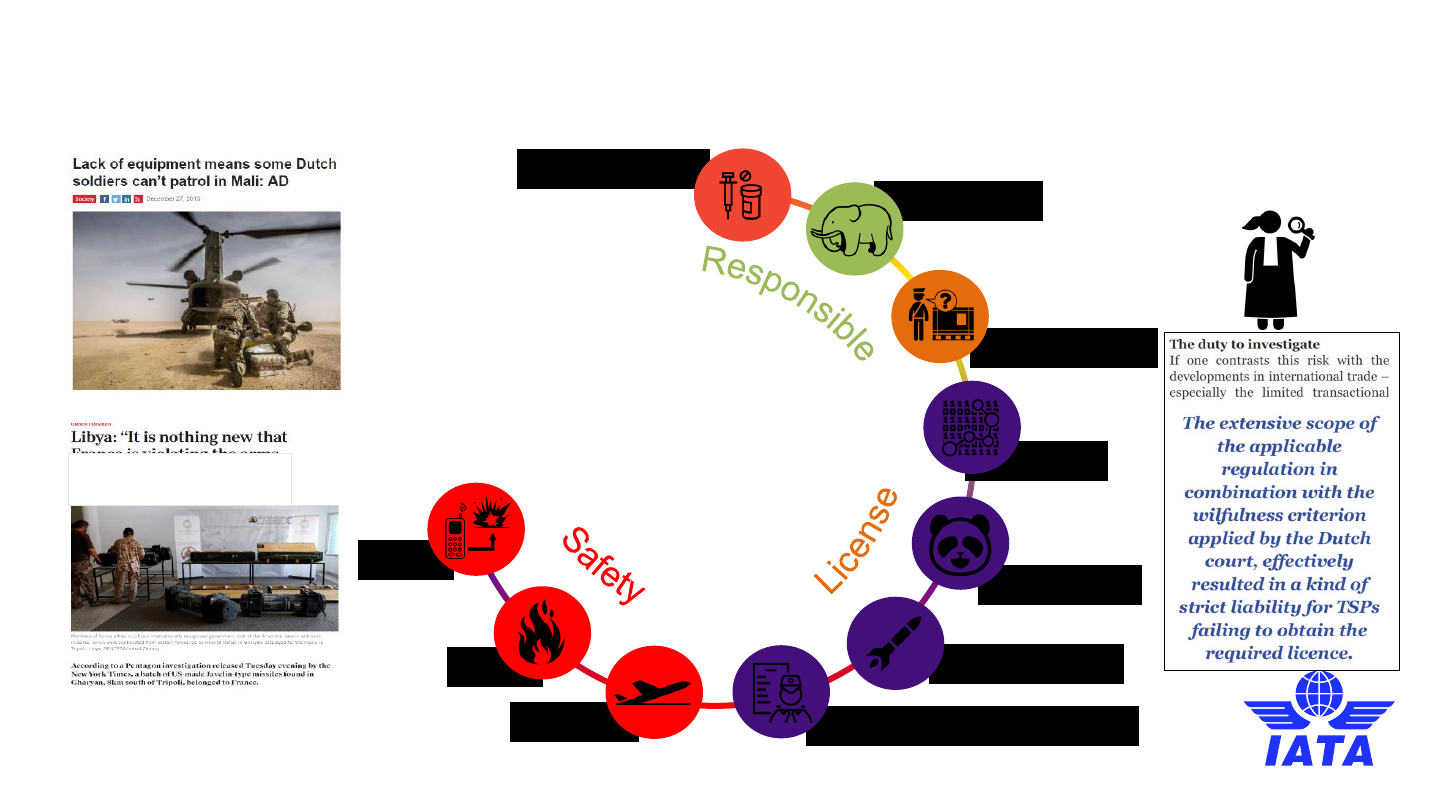 Lack of equipment means some Dutch
soldiers can't patrol in Mali: AD
Society
December 27, 2019
Libya: “It is nothing new that
France is violating the arms
According to a Pentagon investigation released Tuesday evening by the
New York Times, a batch of US-made Javelin-type missiles found in
Gharyan, 8km south of Tripoli, belonged to France.
Responsible
License
Safety
?
The duty to investigate
If one contrasts this risk with the
developments in international trade –
especially the limited transactional
The extensive scope of
the applicable
regulation in
combination with the
wilfulness criterion
applied by the Dutch
court, effectively
resulted in a kind of
strict liability for TSPs
failing to obtain the
required licence.
IATA